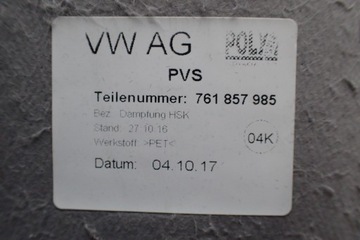 VW AG
POLY
PVS
Teilenummer: 761 857 985
Bez. Dämpfung HSK
Stand: 27.10.16
Werkstoff: >PET<
04K
Datum: 04.10.17